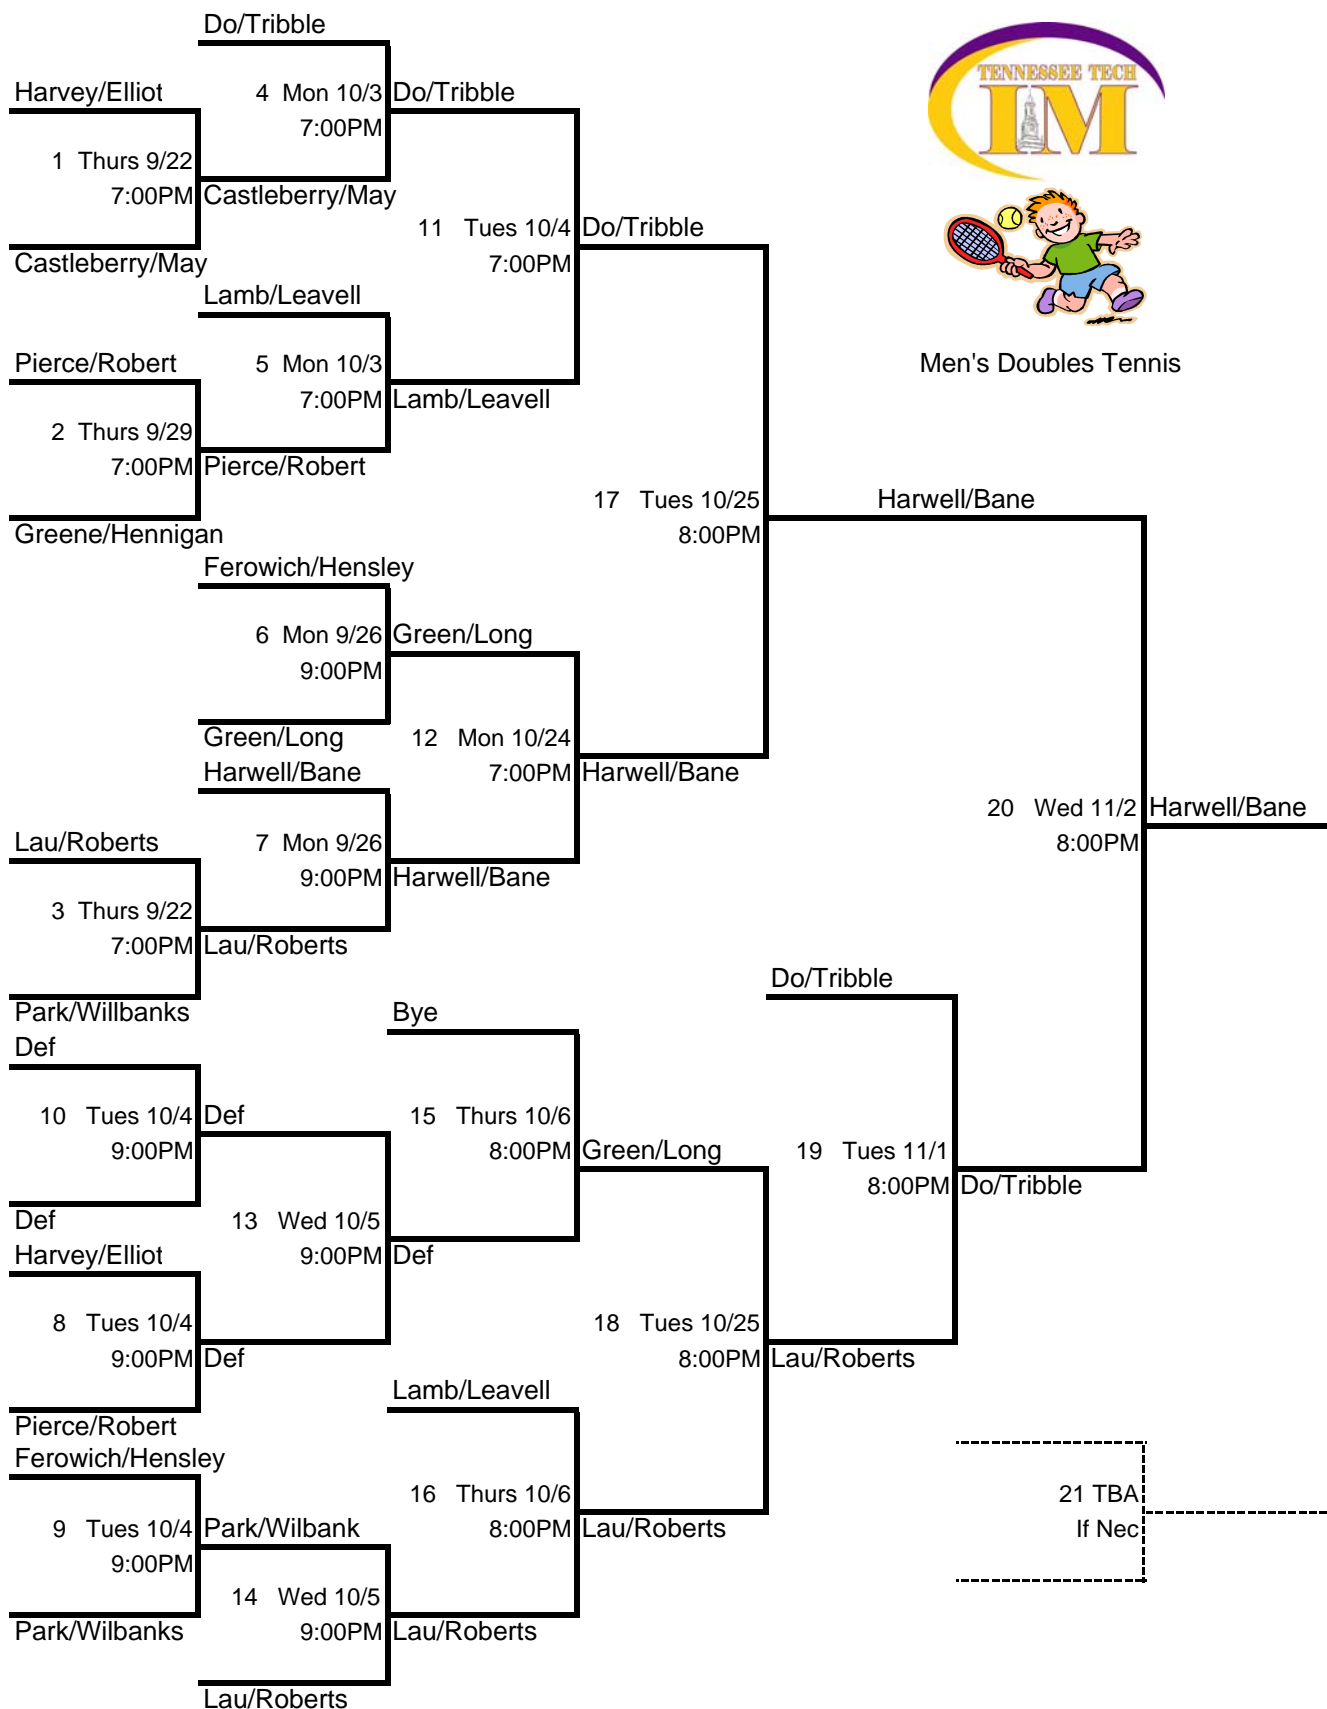 Do/Tribble
TENNESSEE TECH
IM
Harvey/Elliot
4 Mon 10/3
Do/Tribble
7:00PM
1 Thurs 9/22
7:00PM
Castleberry/May
11 Tues 10/4
Do/Tribble
7:00PM
Castleberry/May
Lamb/Leavell
Pierce/Robert
5 Mon 10/3
Men's Doubles Tennis
7:00PM
Lamb/Leavell
2 Thurs 9/29
7:00PM
Pierce/Robert
17 Tues 10/25
Harwell/Bane
8:00PM
Greene/Hennigan
Ferowich/Hensley
6 Mon 9/26
Green/Long
9:00PM
Green/Long
12 Mon 10/24
Harwell/Bane
7:00PM
Harwell/Bane
20 Wed 11/2
Harwell/Bane
8:00PM
Lau/Roberts
7 Mon 9/26
9:00PM
Harwell/Bane
3 Thurs 9/22
7:00PM
Lau/Roberts
Do/Tribble
Park/Willbanks
Bye
Def
10 Tues 10/4
Def
15 Thurs 10/6
9:00PM
8:00PM
Green/Long
19 Tues 11/1
8:00PM
Do/Tribble
Def
13 Wed 10/5
Harvey/Elliot
9:00PM
Def
8 Tues 10/4
18 Tues 10/25
9:00PM
Def
8:00PM
Lau/Roberts
Lamb/Leavell
Pierce/Robert
Ferowich/Hensley
16 Thurs 10/6
21 TBA
9 Tues 10/4
Park/Wilbank
8:00PM
Lau/Roberts
If Nec
9:00PM
14 Wed 10/5
Park/Wilbanks
9:00PM
Lau/Roberts
Lau/Roberts